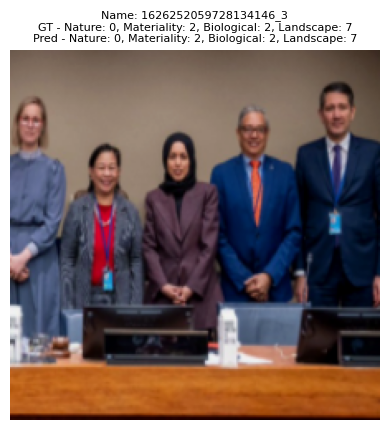 Name: 1626252059728134146_3
GT - Nature: 0, Materiality: 2, Biological: 2, Landscape: 7
Pred - Nature: 0, Materiality: 2, Biological: 2, Landscape: 7